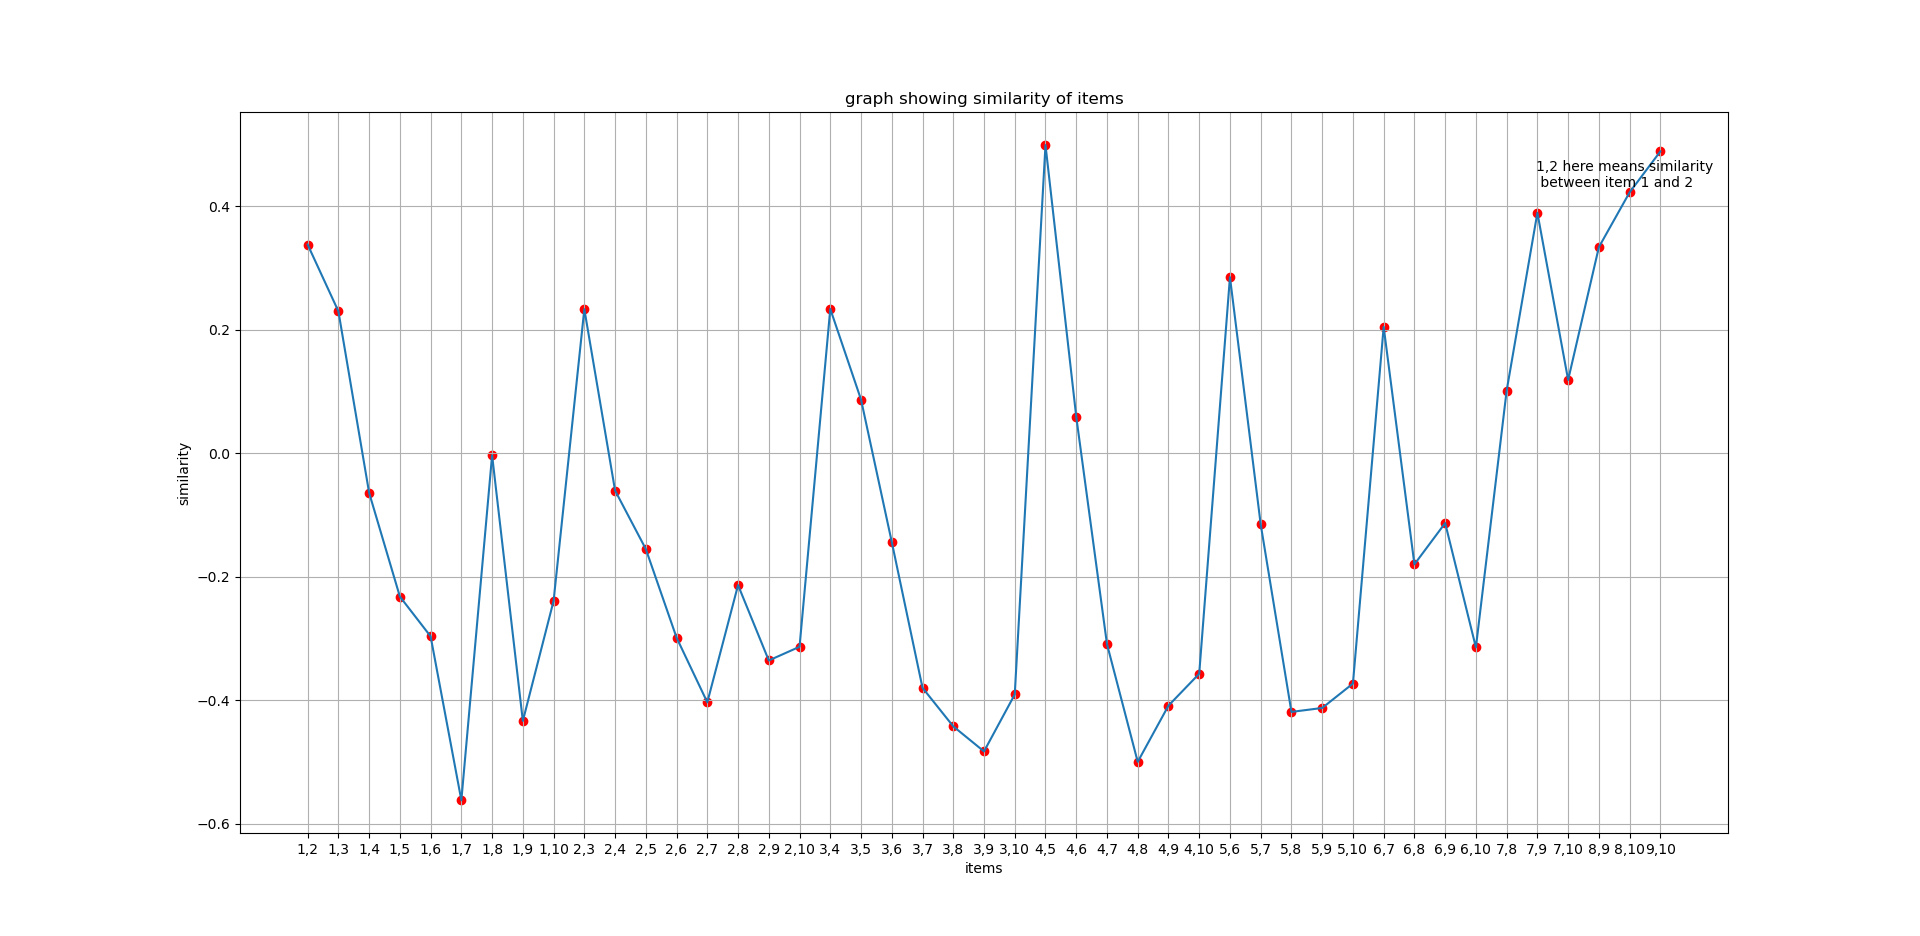 graph showing similarity of items
1,2 here means similarity
between item 1 and 2
0.4
0.2
0.0
−0.2
−0.4
−0.6
similarity
1,2 1,3 1,4 1,5 1,6 1,7 1,8 1,9 1,10 2,3 2,4 2,5 2,6 2,7 2,8 2,9 2,10 3,4 3,5 3,6 3,7 3,8 3,9 3,10 4,5 4,6 4,7 4,8 4,9 4,10 5,6 5,7 5,8 5,9 5,10 6,7 6,8 6,9 6,10 7,8 7,9 7,10 8,9 8,10 9,10
items